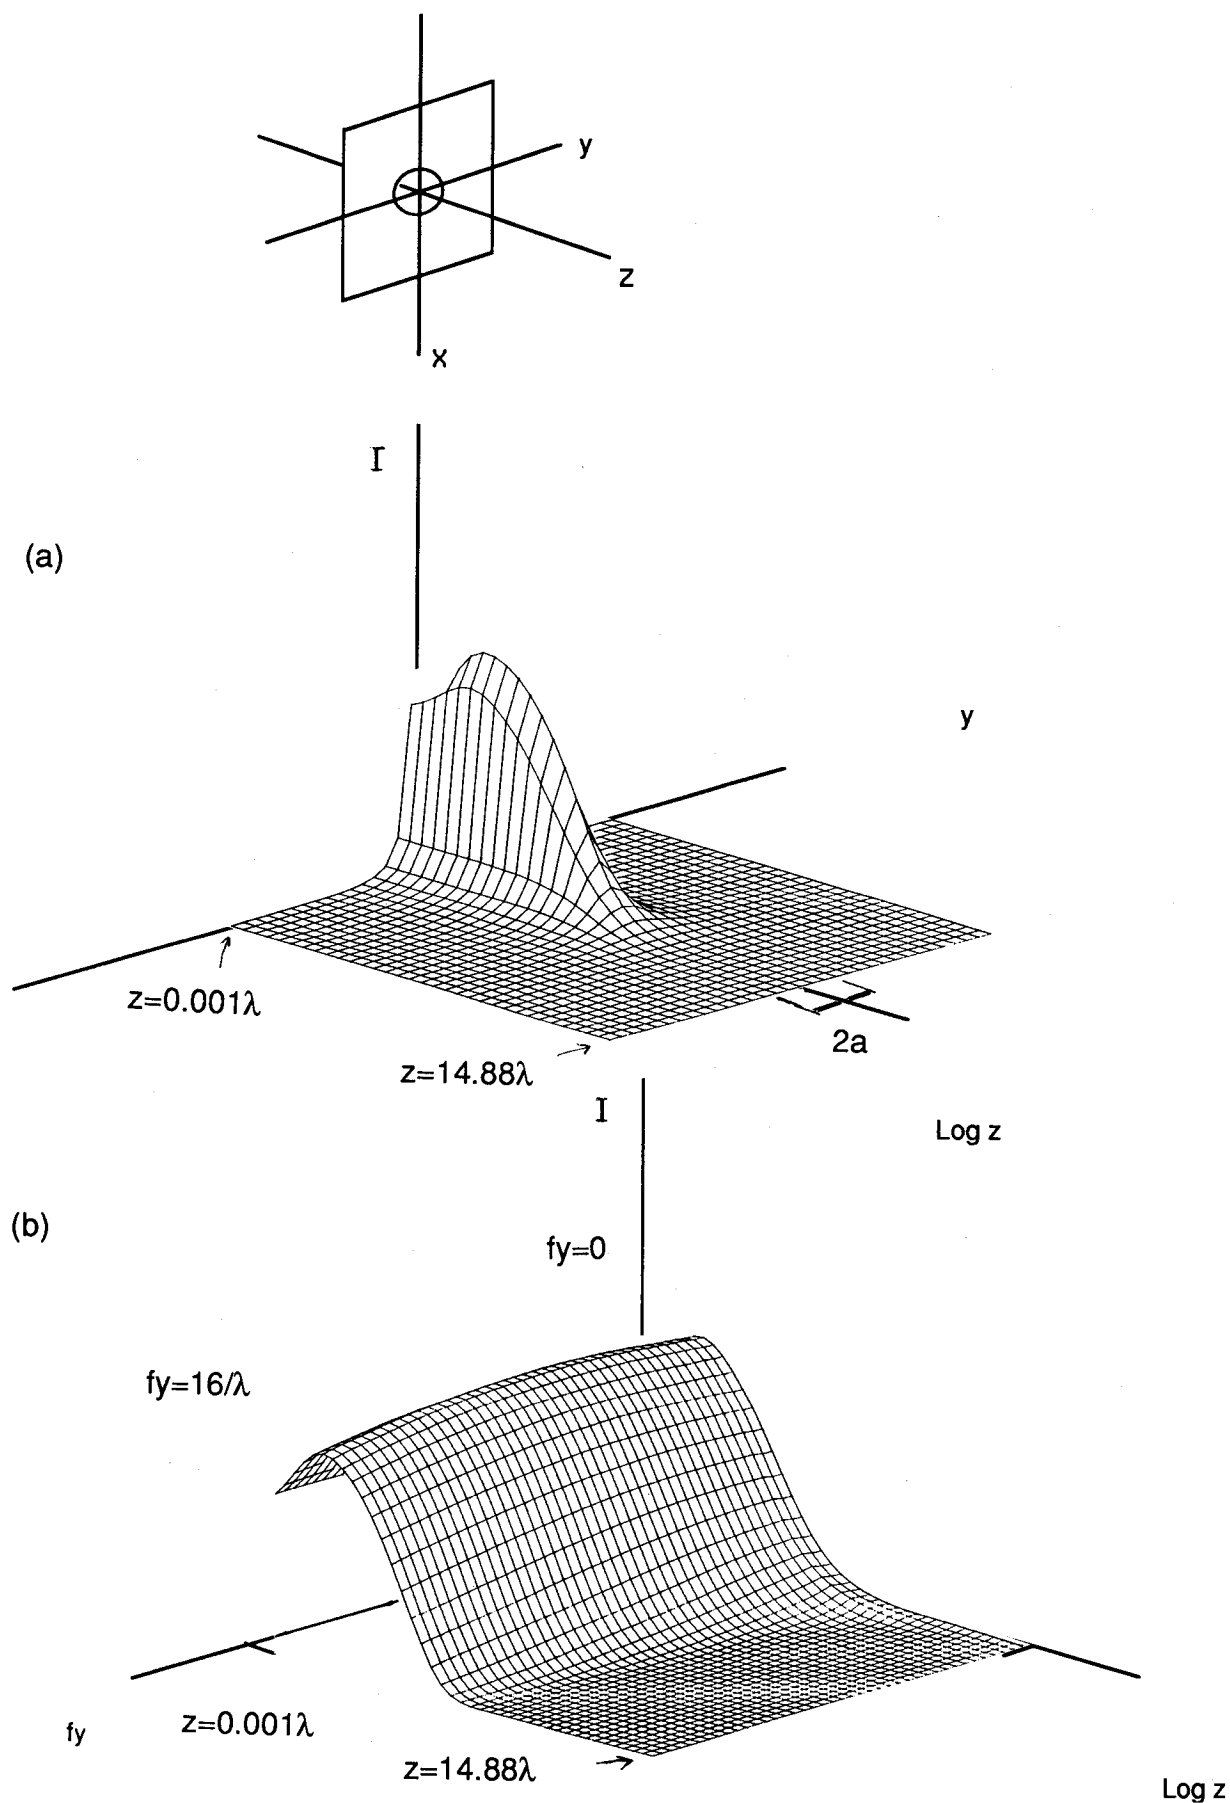 y
z
x
I
(a)
y
z=0.001λ
2a
z=14.88λ
I
Log z
(b)
fy=0
fy=16/λ
fy
z=0.001λ
z=14.88λ
Log z